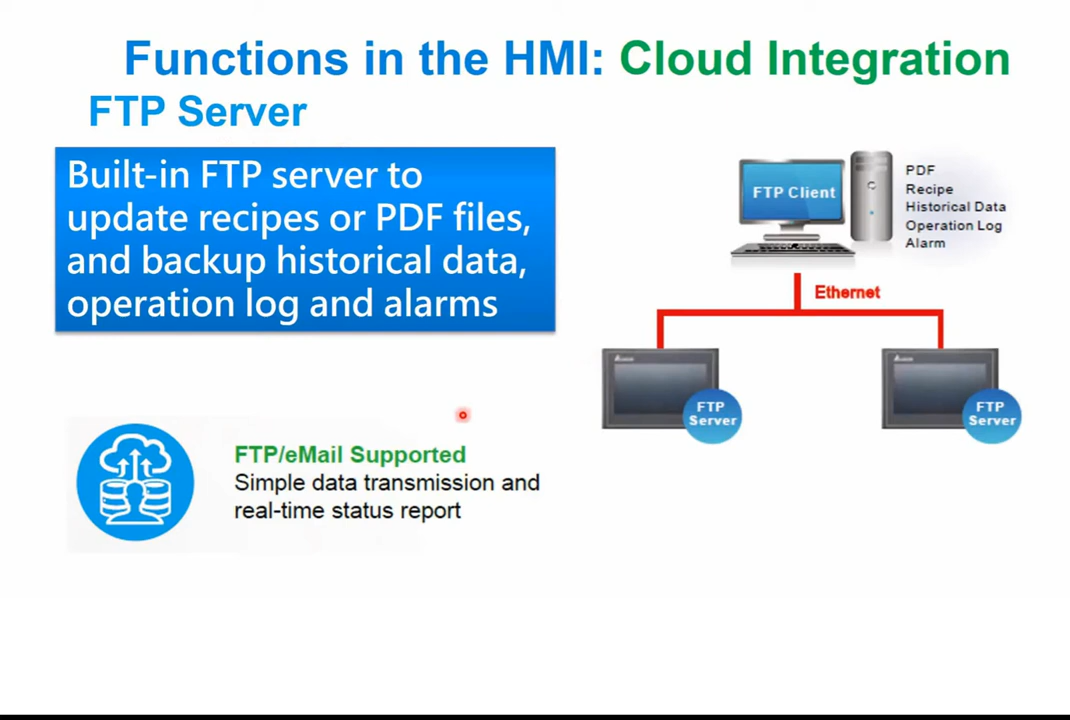 Functions in the HMI: Cloud Integration
FTP Server
Built-in FTP server to
update recipes or PDF files,
and backup historical data,
operation log and alarms
FTP Client
PDF
Recipe
Historical Data
Operation Log
Alarm
Ethernet
FTP
Server
FTP
Server
FTP/eMail Supported
Simple data transmission and
real-time status report